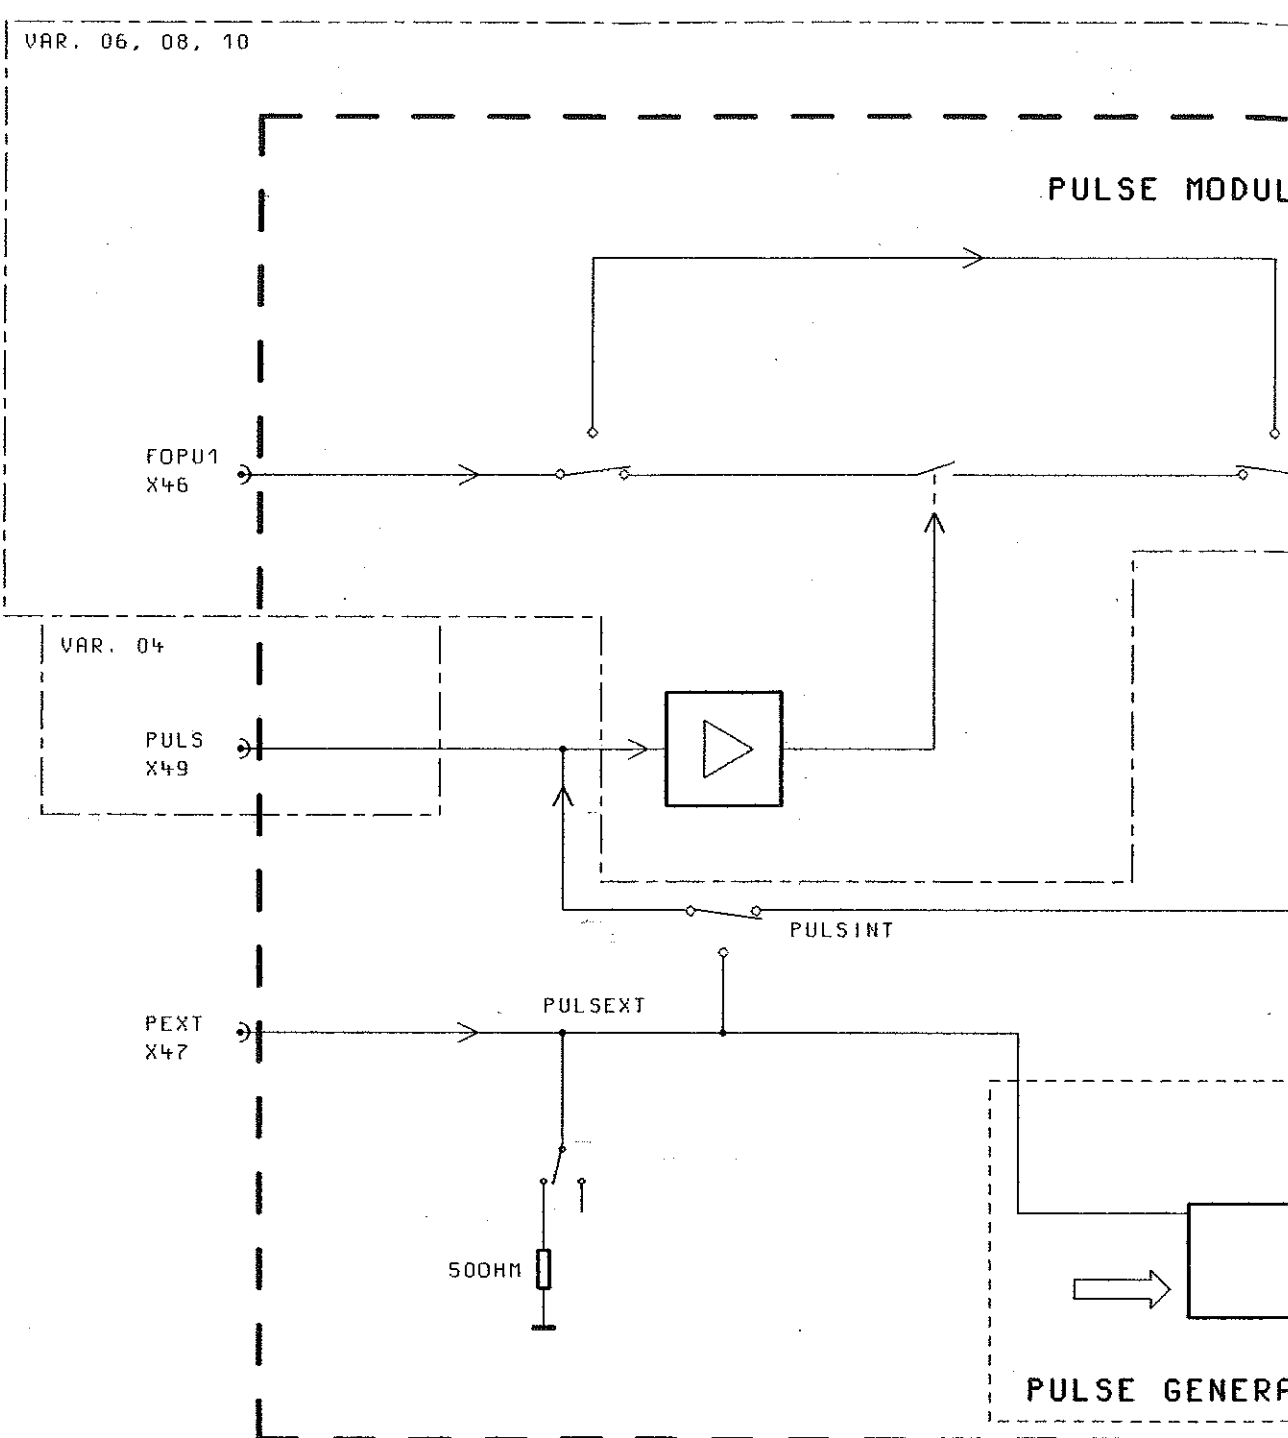 VAR. 06, 08, 10
PULSE MODUL
FOPU1
X46
VAR. 04
PULS
X49
PULSINT
PULSEXT
PEXT
X47
50OHM
PULSE GENERA